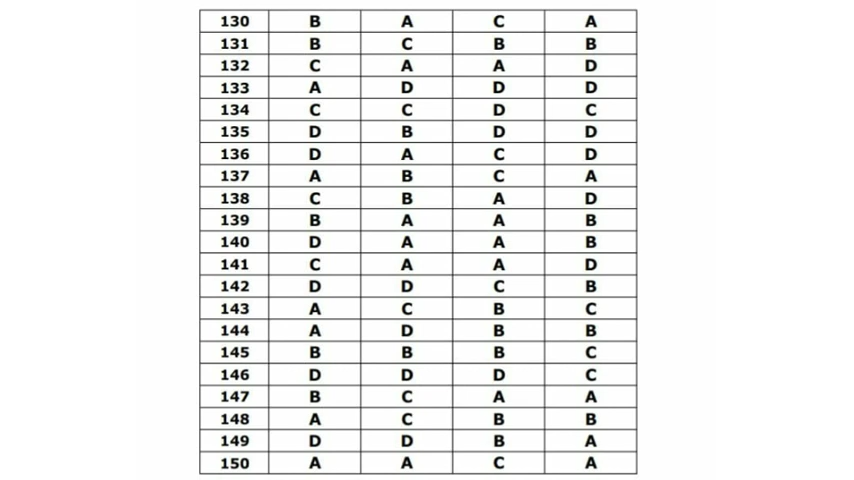 130 B A C A
131 B C B B
132 C A A D
133 A D D D
134 C C D C
135 D B D D
136 D A C D
137 A B C A
138 C B A D
139 B A A B
140 D A A B
141 C A A D
142 D D C B
143 A C B C
144 A D B B
145 B B B C
146 D D D C
147 B C A A
148 A C B B
149 D D B A
150 A A C A